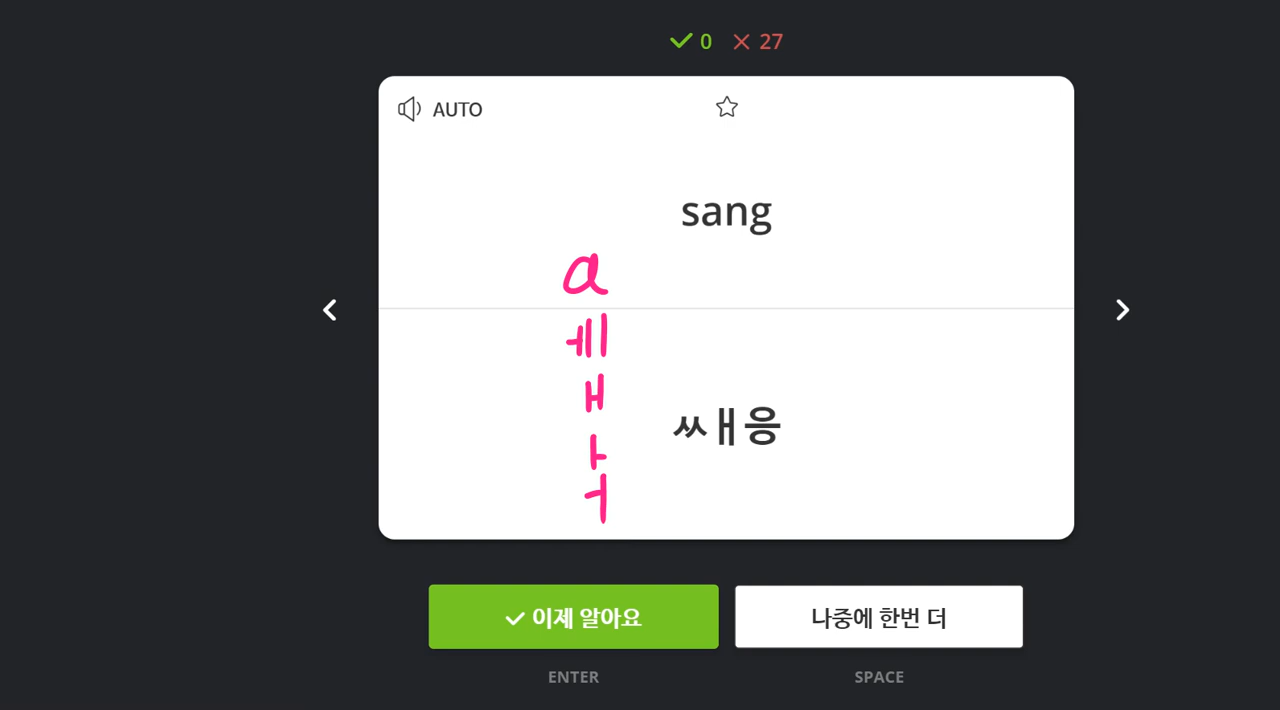 0 27
AUTO
sang
a
ㅔ
ㅐ
ㅏ
ㅓ
ㅆㅐ응
이제 알아요
나중에 한번 더
ENTER
SPACE